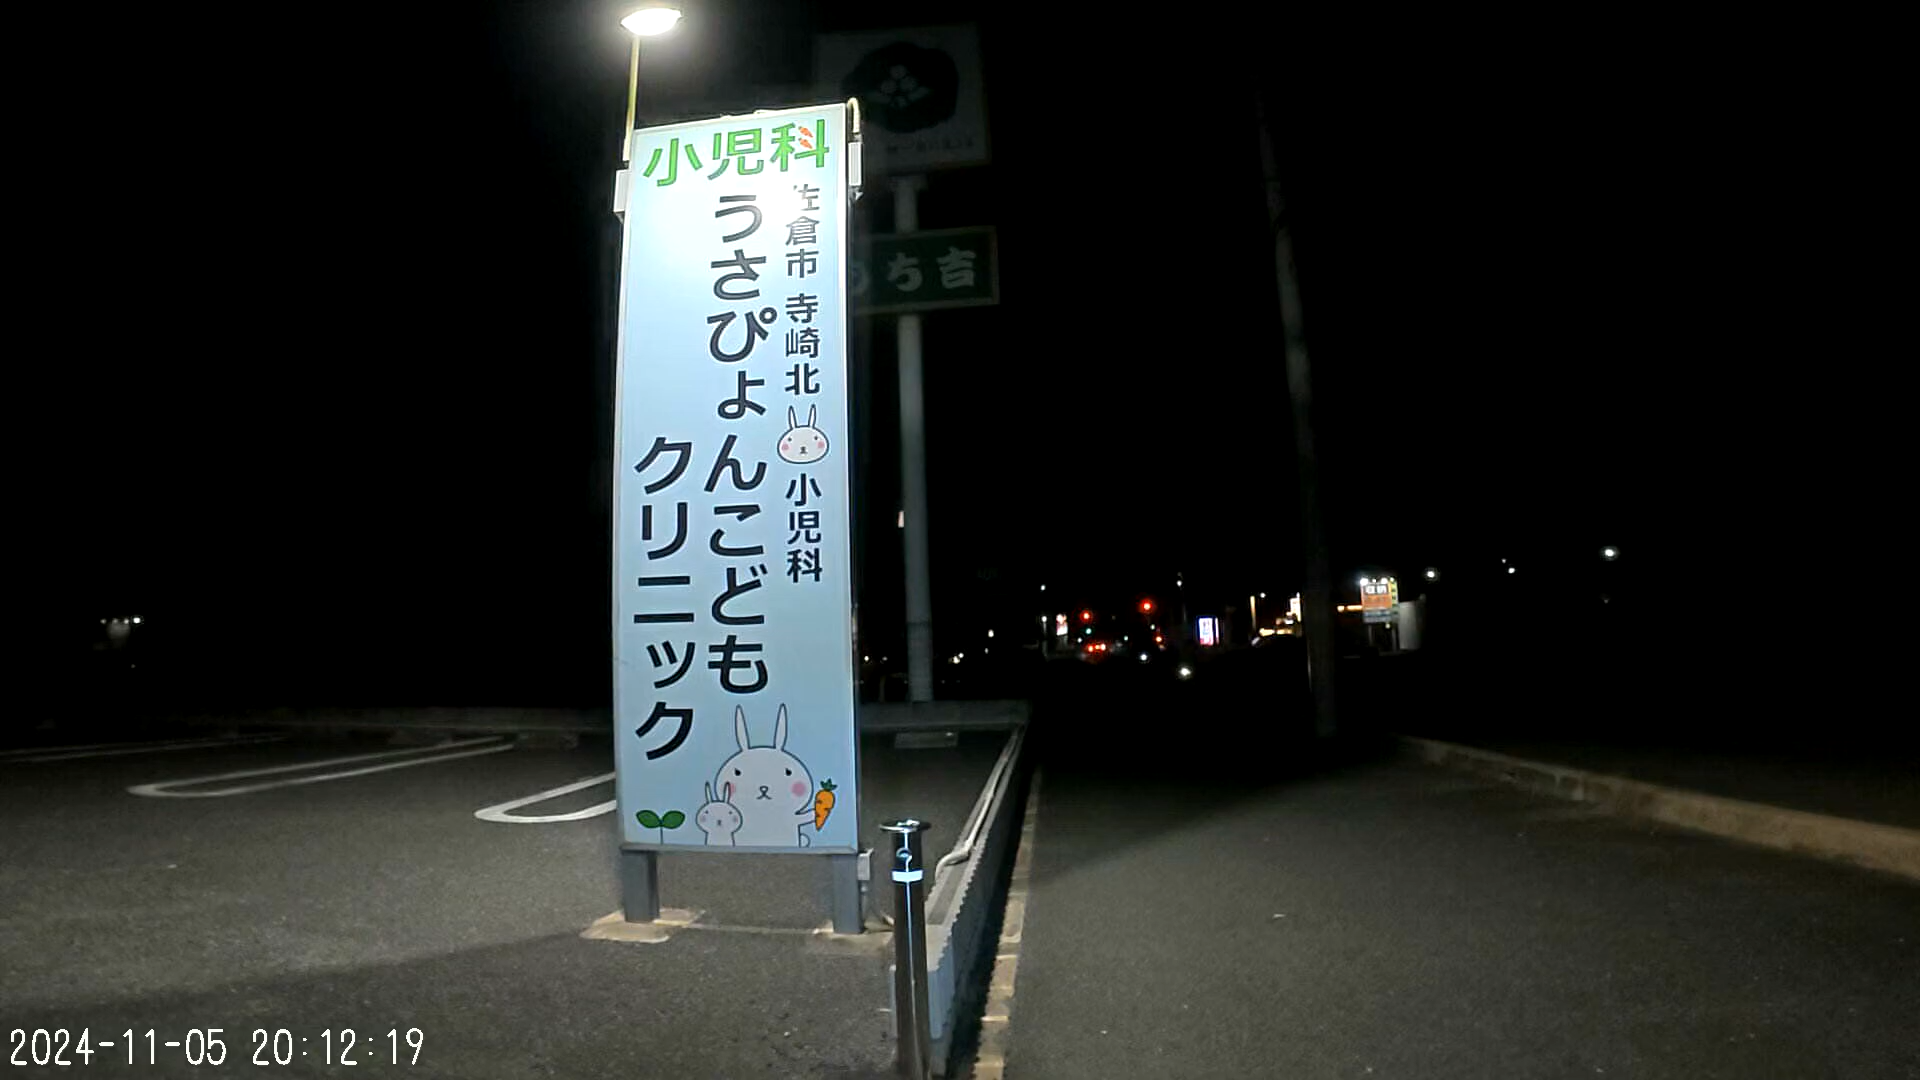 小児科
佐倉市 寺崎北 小児科
うさぴょんこども
クリニック
もち吉
2024-11-05 20:12:19